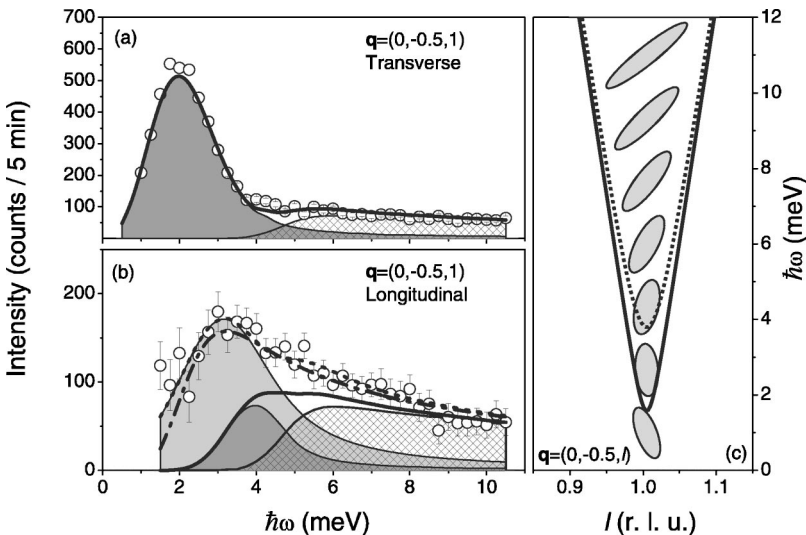 Intensity (counts / 5 min)
700
600
500
400
300
200
100
(a)
q=(0,-0.5,1)
Transverse
200
100
0
(b)
q=(0,-0.5,1)
Longitudinal
2 4 6 8 10
ħω (meV)
12
10
8
6
4
2
0
ħω (meV)
q=(0,-0.5,l)
(c)
0.9 1.0 1.1
l (r. l. u.)